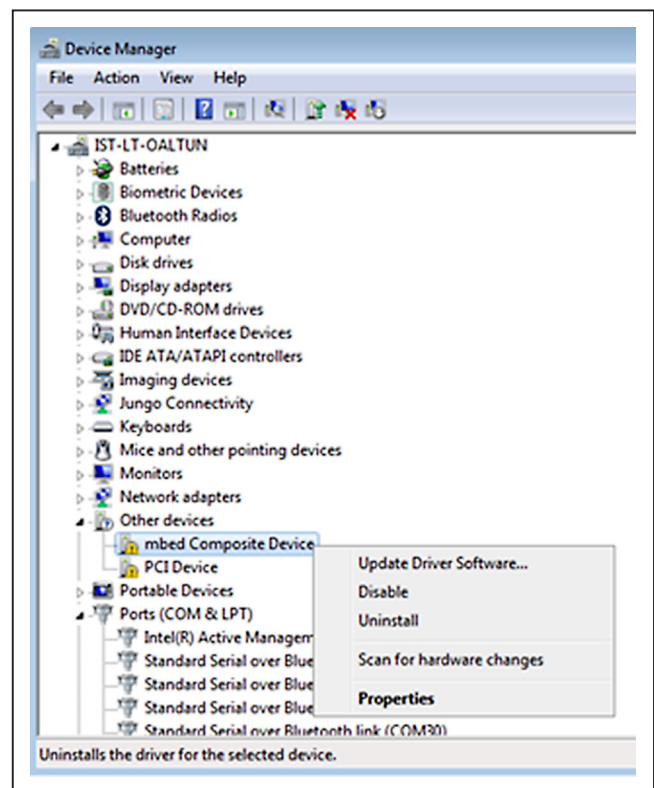 Device Manager
File Action View Help
IST-LT-OALTUN
Batteries
Biometric Devices
Bluetooth Radios
Computer
Disk drives
Display adapters
DVD/CD-ROM drives
Human Interface Devices
IDE ATA/ATAPI controllers
Imaging devices
Jungo Connectivity
Keyboards
Mice and other pointing devices
Monitors
Network adapters
Other devices
mbed Composite Device
PCI Device
Portable Devices
Ports (COM & LPT)
Intel(R) Active Managem
Standard Serial over Blue
Standard Serial over Blue
Standard Serial over Blue
Standard Serial over Bluetooth link (COM30)
Update Driver Software...
Disable
Uninstall
Scan for hardware changes
Properties
Uninstalls the driver for the selected device.